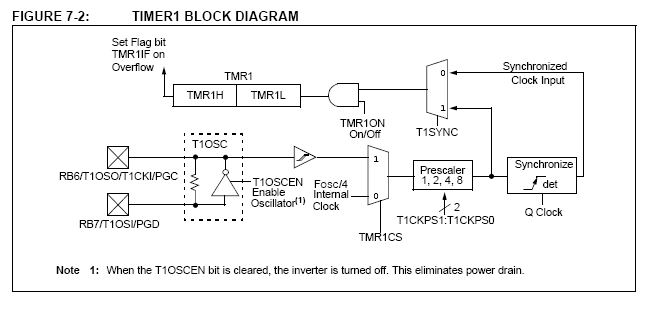 FIGURE 7-2: TIMER1 BLOCK DIAGRAM
Set Flag bit
TMR1IF on
Overflow
TMR1
TMR1H
TMR1L
TMR1ON
On/Off
0
1
T1SYNC
Synchronized
Clock Input
T1OSC
RB6/T1OSO/T1CKI/PGC
RB7/T1OSI/PGD
T1OSCEN
Enable
Oscillator(1)
Fosc/4
Internal
Clock
1
0
TMR1CS
Prescaler
1, 2, 4, 8
2
T1CKPS1:T1CKPS0
Synchronize
det
Q Clock
Note 1: When the T1OSCEN bit is cleared, the inverter is turned off. This eliminates power drain.